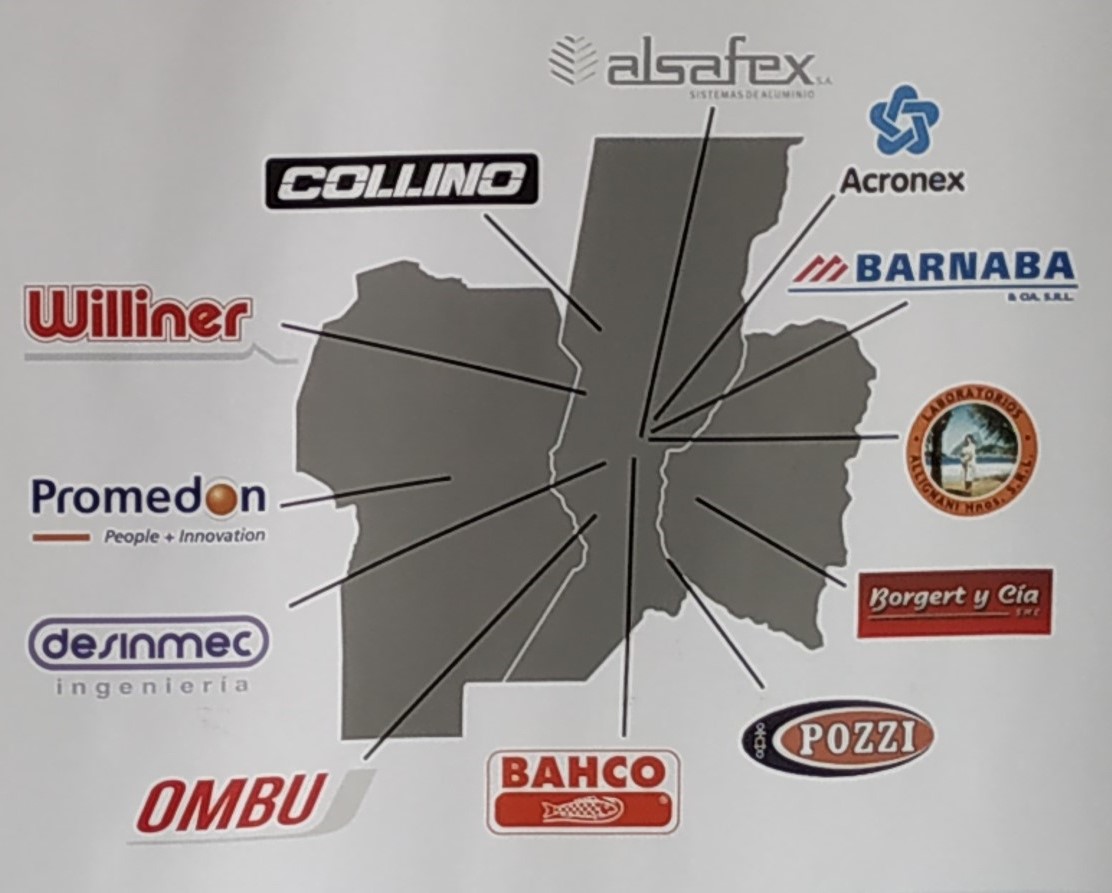 alsafex S.A.
SISTEMAS DE ALUMINIO
Acronex
COLLINO
BARNABA
& CIA. S.R.L.
Williner
LABORATORIOS
ALLIGNANI HNOS. S.R.L.
Promedon
People + Innovation
Borgert y Cía
desinmec
ingeniería
POZZI
BAHCO
OMBU